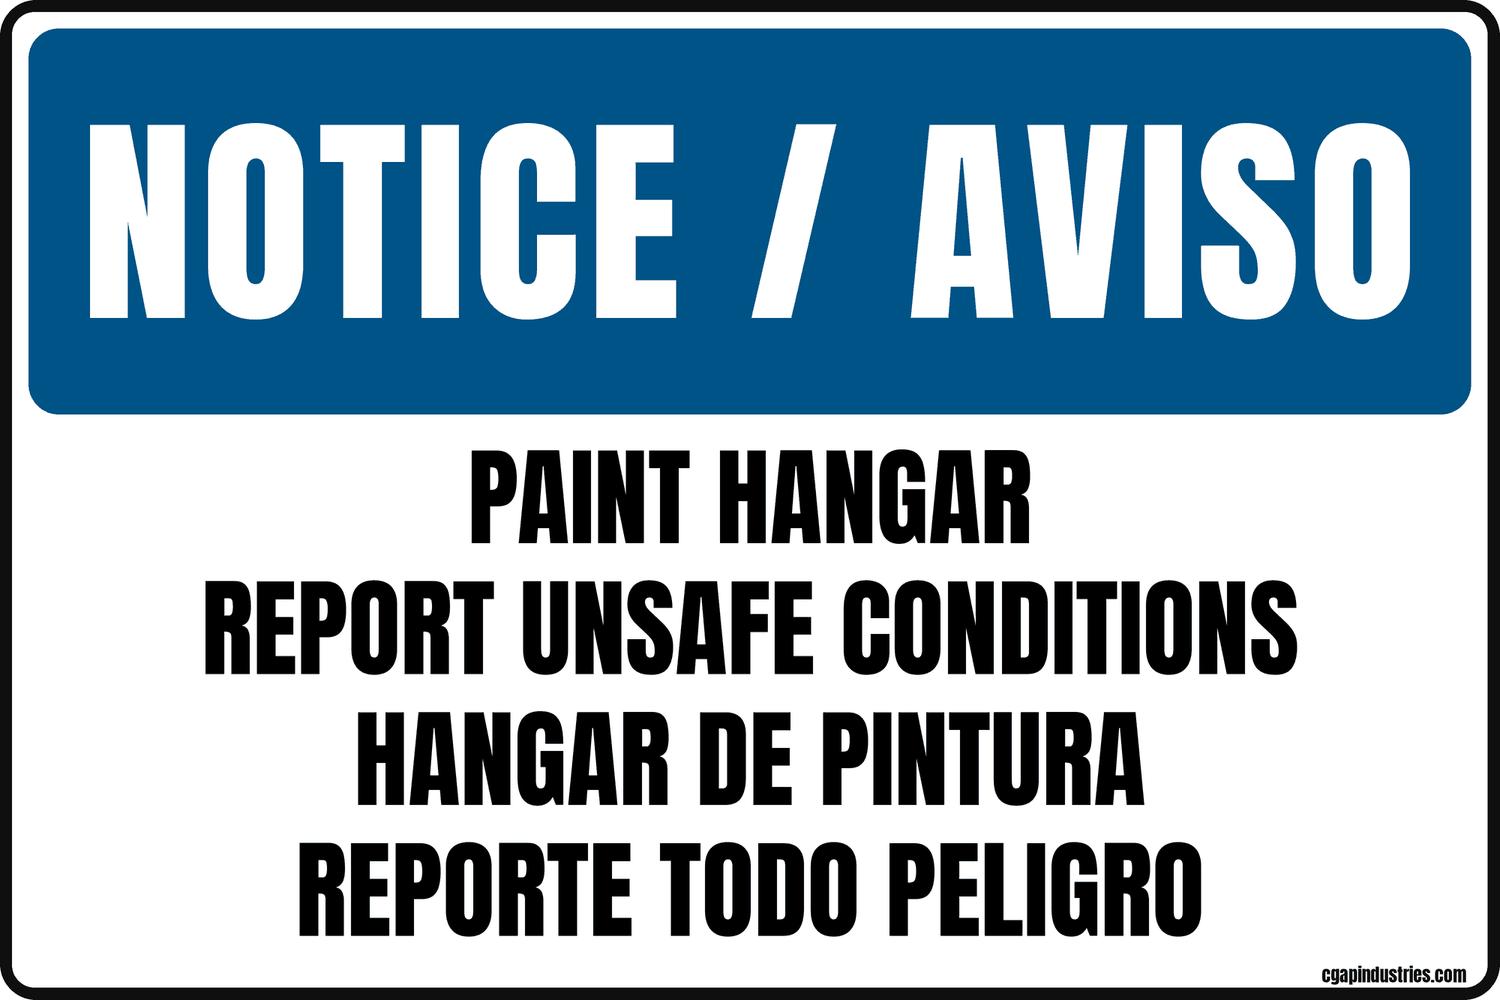 NOTICE / AVISO
PAINT HANGAR
REPORT UNSAFE CONDITIONS
HANGAR DE PINTURA
REPORTE TODO PELIGRO
cgapindustries.com